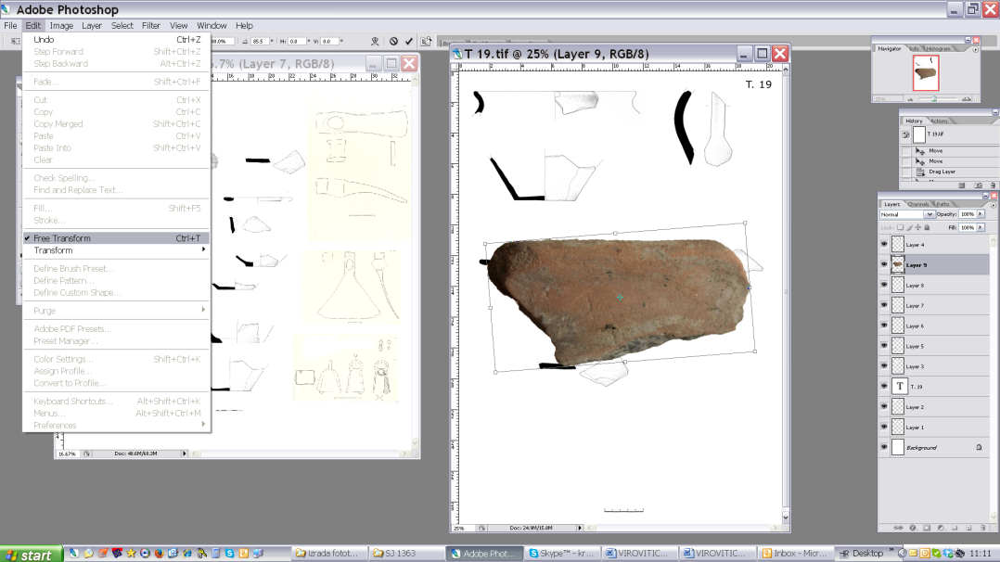 Adobe Photoshop
File Edit Image Layer Select Filter View Window Help
Undo Ctrl+Z
Step Forward Shift+Ctrl+Z
Step Backward Alt+Ctrl+Z
Fade... Shift+Ctrl+F
Cut Ctrl+X
Copy Ctrl+C
Copy Merged Shift+Ctrl+C
Paste Ctrl+V
Paste Into Shift+Ctrl+V
Clear
Check Spelling...
Find and Replace Text...
Fill... Shift+F5
Stroke...
Free Transform Ctrl+T
Transform
Define Brush Preset...
Define Pattern...
Define Custom Shape...
Purge
Adobe PDF Presets...
Preset Manager...
Color Settings... Shift+Ctrl+K
Assign Profile...
Convert to Profile...
Keyboard Shortcuts... Alt+Shift+Ctrl+K
Menus... Alt+Shift+Ctrl+M
Preferences
85.5 ° H: 0.0 ° V: 0.0 °
6.7% (Layer 7, RGB/8)
16.67% Doc: 48.6M/68.3M
T 19.tif @ 25% (Layer 9, RGB/8)
T. 19
25% Doc: 24.9M/15.8M
Navigator Info Histogram
25%
History Actions
T 19.tif
Move
Move
Drag Layer
Layers Channels Paths
Normal Opacity: 100%
Lock: Fill: 100%
Layer 4
Layer 9
Layer 8
Layer 7
Layer 6
Layer 5
Layer 3
T T. 19
Layer 2
Layer 1
Background
start izrada fotot... SJ 1363 Adobe Phot... Skype™ - kr... VIROVITIC... VIROVITIC... Inbox - Micr... Desktop 11:11